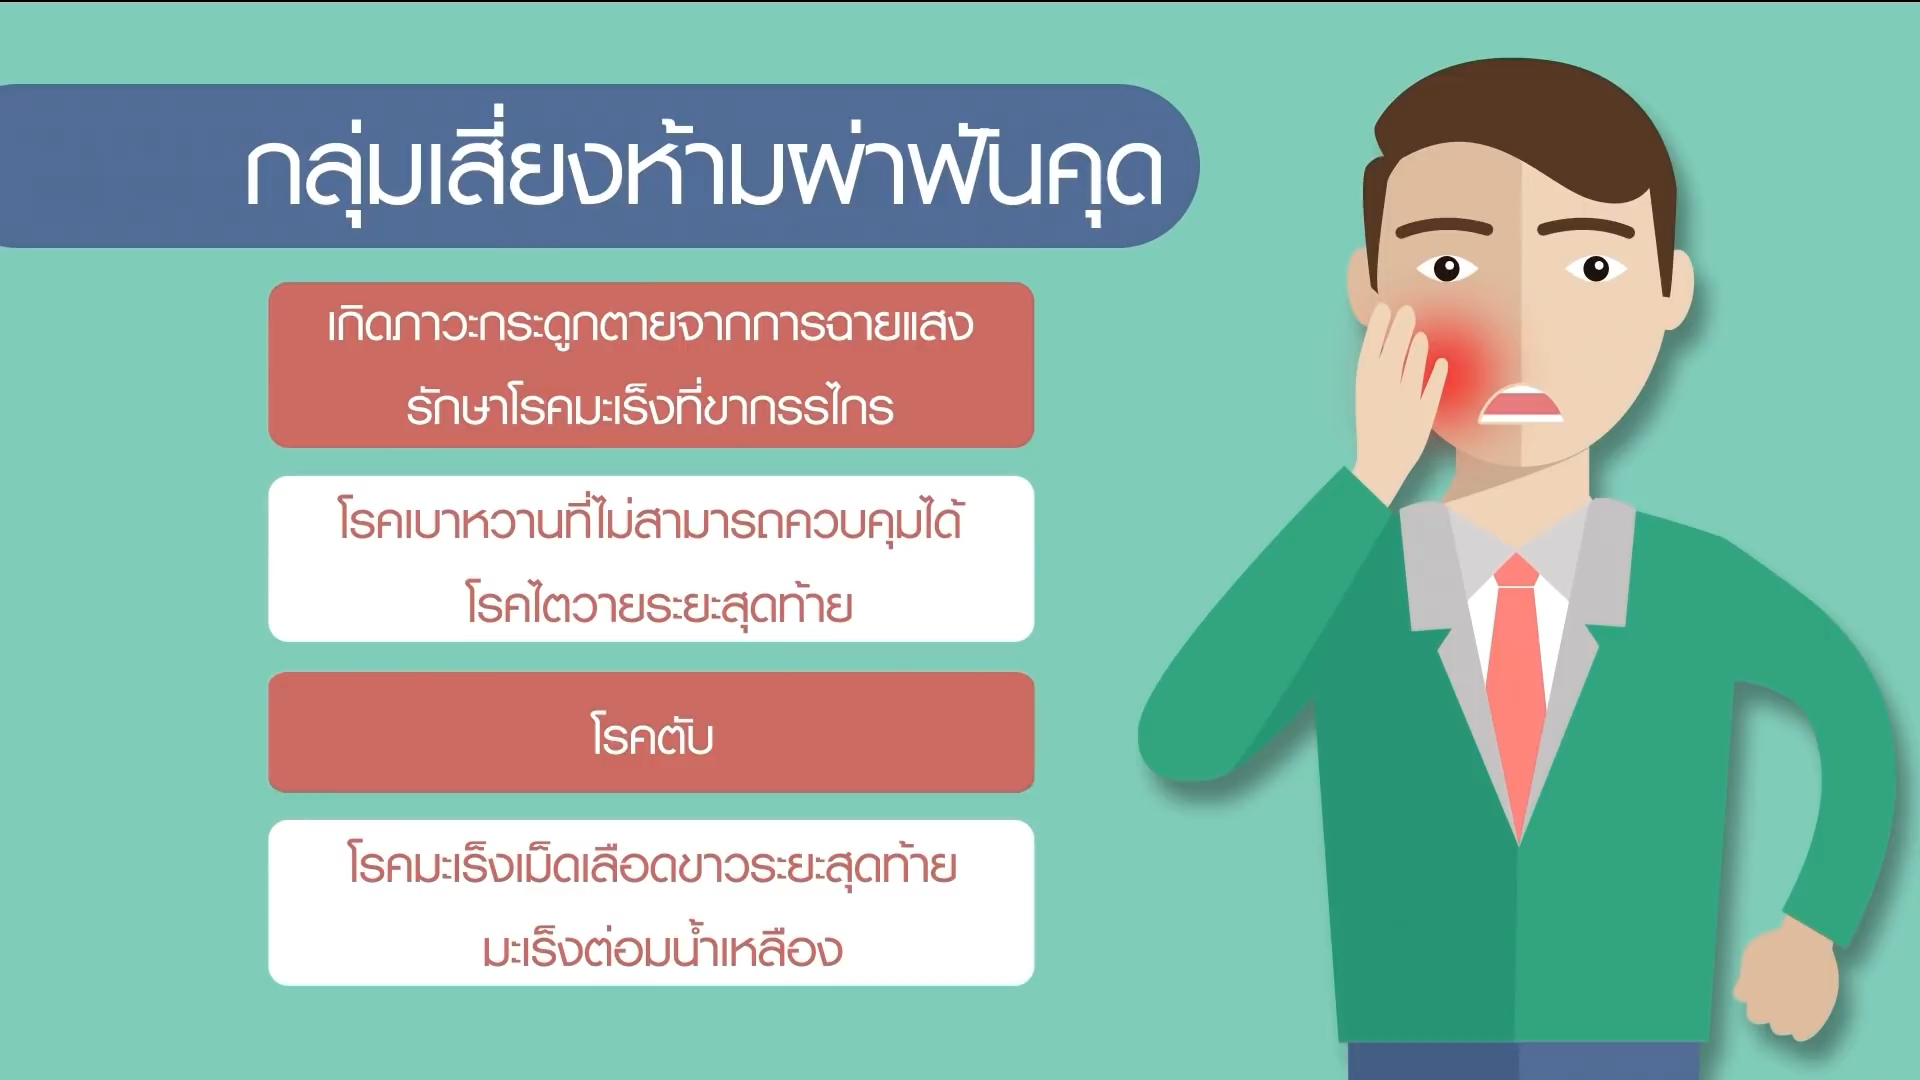 กลุ่มเสี่ยงห้ามผ่าฟันคุด
เกิดภาวะกระดูกตายจากการฉายแสง
รักษาโรคมะเร็งที่ขากรรไกร
โรคเบาหวานที่ไม่สามารถควบคุมได้
โรคไตวายระยะสุดท้าย
โรคตับ
โรคมะเร็งเม็ดเลือดขาวระยะสุดท้าย
มะเร็งต่อมน้ำเหลือง